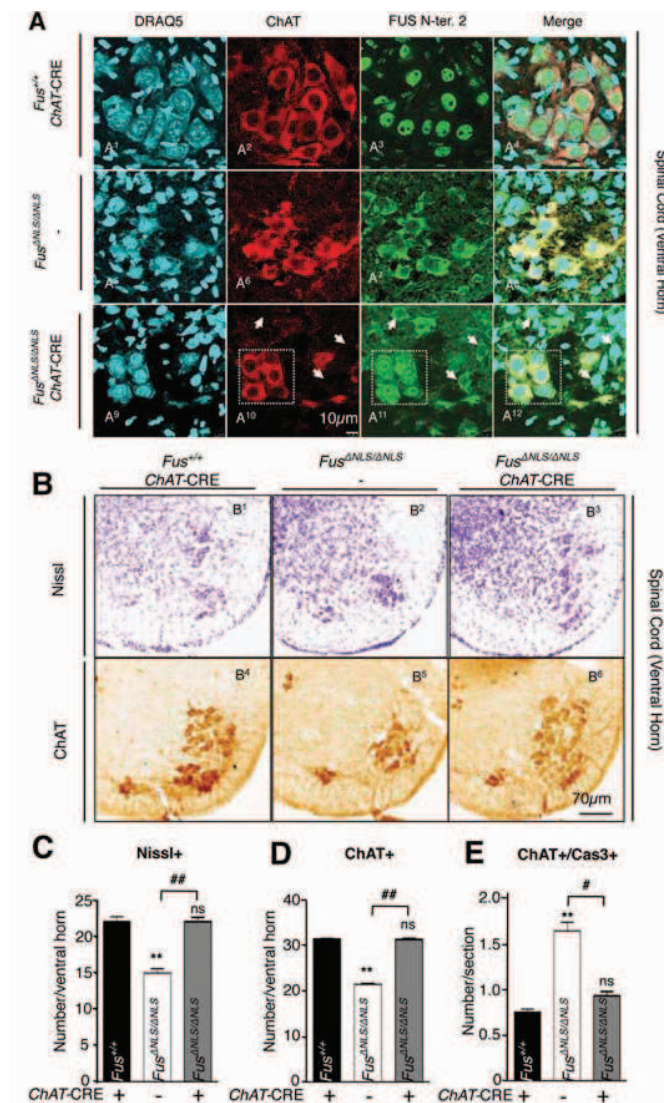 A
DRAQ5 ChAT FUS N-ter. 2 Merge
Fus+/+
ChAT-CRE
A1 A2 A3 A4
FusΔNLS/ΔNLS
-
A6
FusΔNLS/ΔNLS
ChAT-CRE
A9 A10 10µm A11 A12
Spinal Cord (Ventral Horn)
B
Fus+/+
ChAT-CRE
FusΔNLS/ΔNLS
-
FusΔNLS/ΔNLS
ChAT-CRE
Nissl
B1 B2 B3
ChAT
B4 B5 B6
70µm
Spinal Cord (Ventral Horn)
C
Nissl+
Number/ventral horn
25
20
15
10
5
0
**
##
ns
Fus+/+
FusΔNLS/ΔNLS
FusΔNLS/ΔNLS
ChAT-CRE + - +
D
ChAT+
Number/ventral horn
40
30
20
10
0
**
##
ns
Fus+/+
FusΔNLS/ΔNLS
FusΔNLS/ΔNLS
ChAT-CRE + - +
E
ChAT+/Cas3+
Number/section
2.0
1.5
1.0
0.0
**
#
ns
Fus+/+
FusΔNLS/ΔNLS
FusΔNLS/ΔNLS
ChAT-CRE + - +